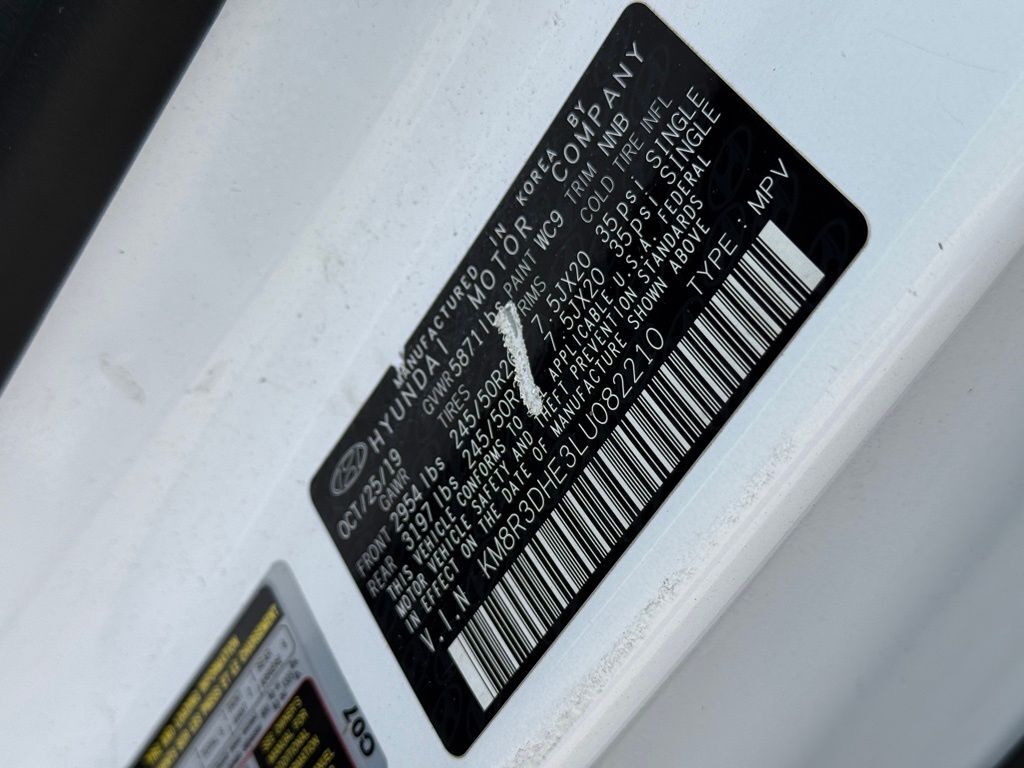 MANUFACTURED IN KOREA BY
HYUNDAI MOTOR COMPANY
OCT/25/19 GVWR 5871 lbs PAINT WC9 TRIM NNB
GAWR TIRES RIMS COLD TIRE INFL
FRONT 2954 lbs 245/50R20 7.5JX20 35psi SINGLE
REAR 3197 lbs 245/50R 7.5JX20 35psi SINGLE
THIS VEHICLE CONFORMS TO APPLICABLE U.S.A. FEDERAL
MOTOR VEHICLE SAFETY AND THEFT PREVENTION STANDARDS
IN EFFECT ON THE DATE OF MANUFACTURE SHOWN ABOVE
V.I.N KM8R3DHE3LU082210 TYPE : MPV
C07